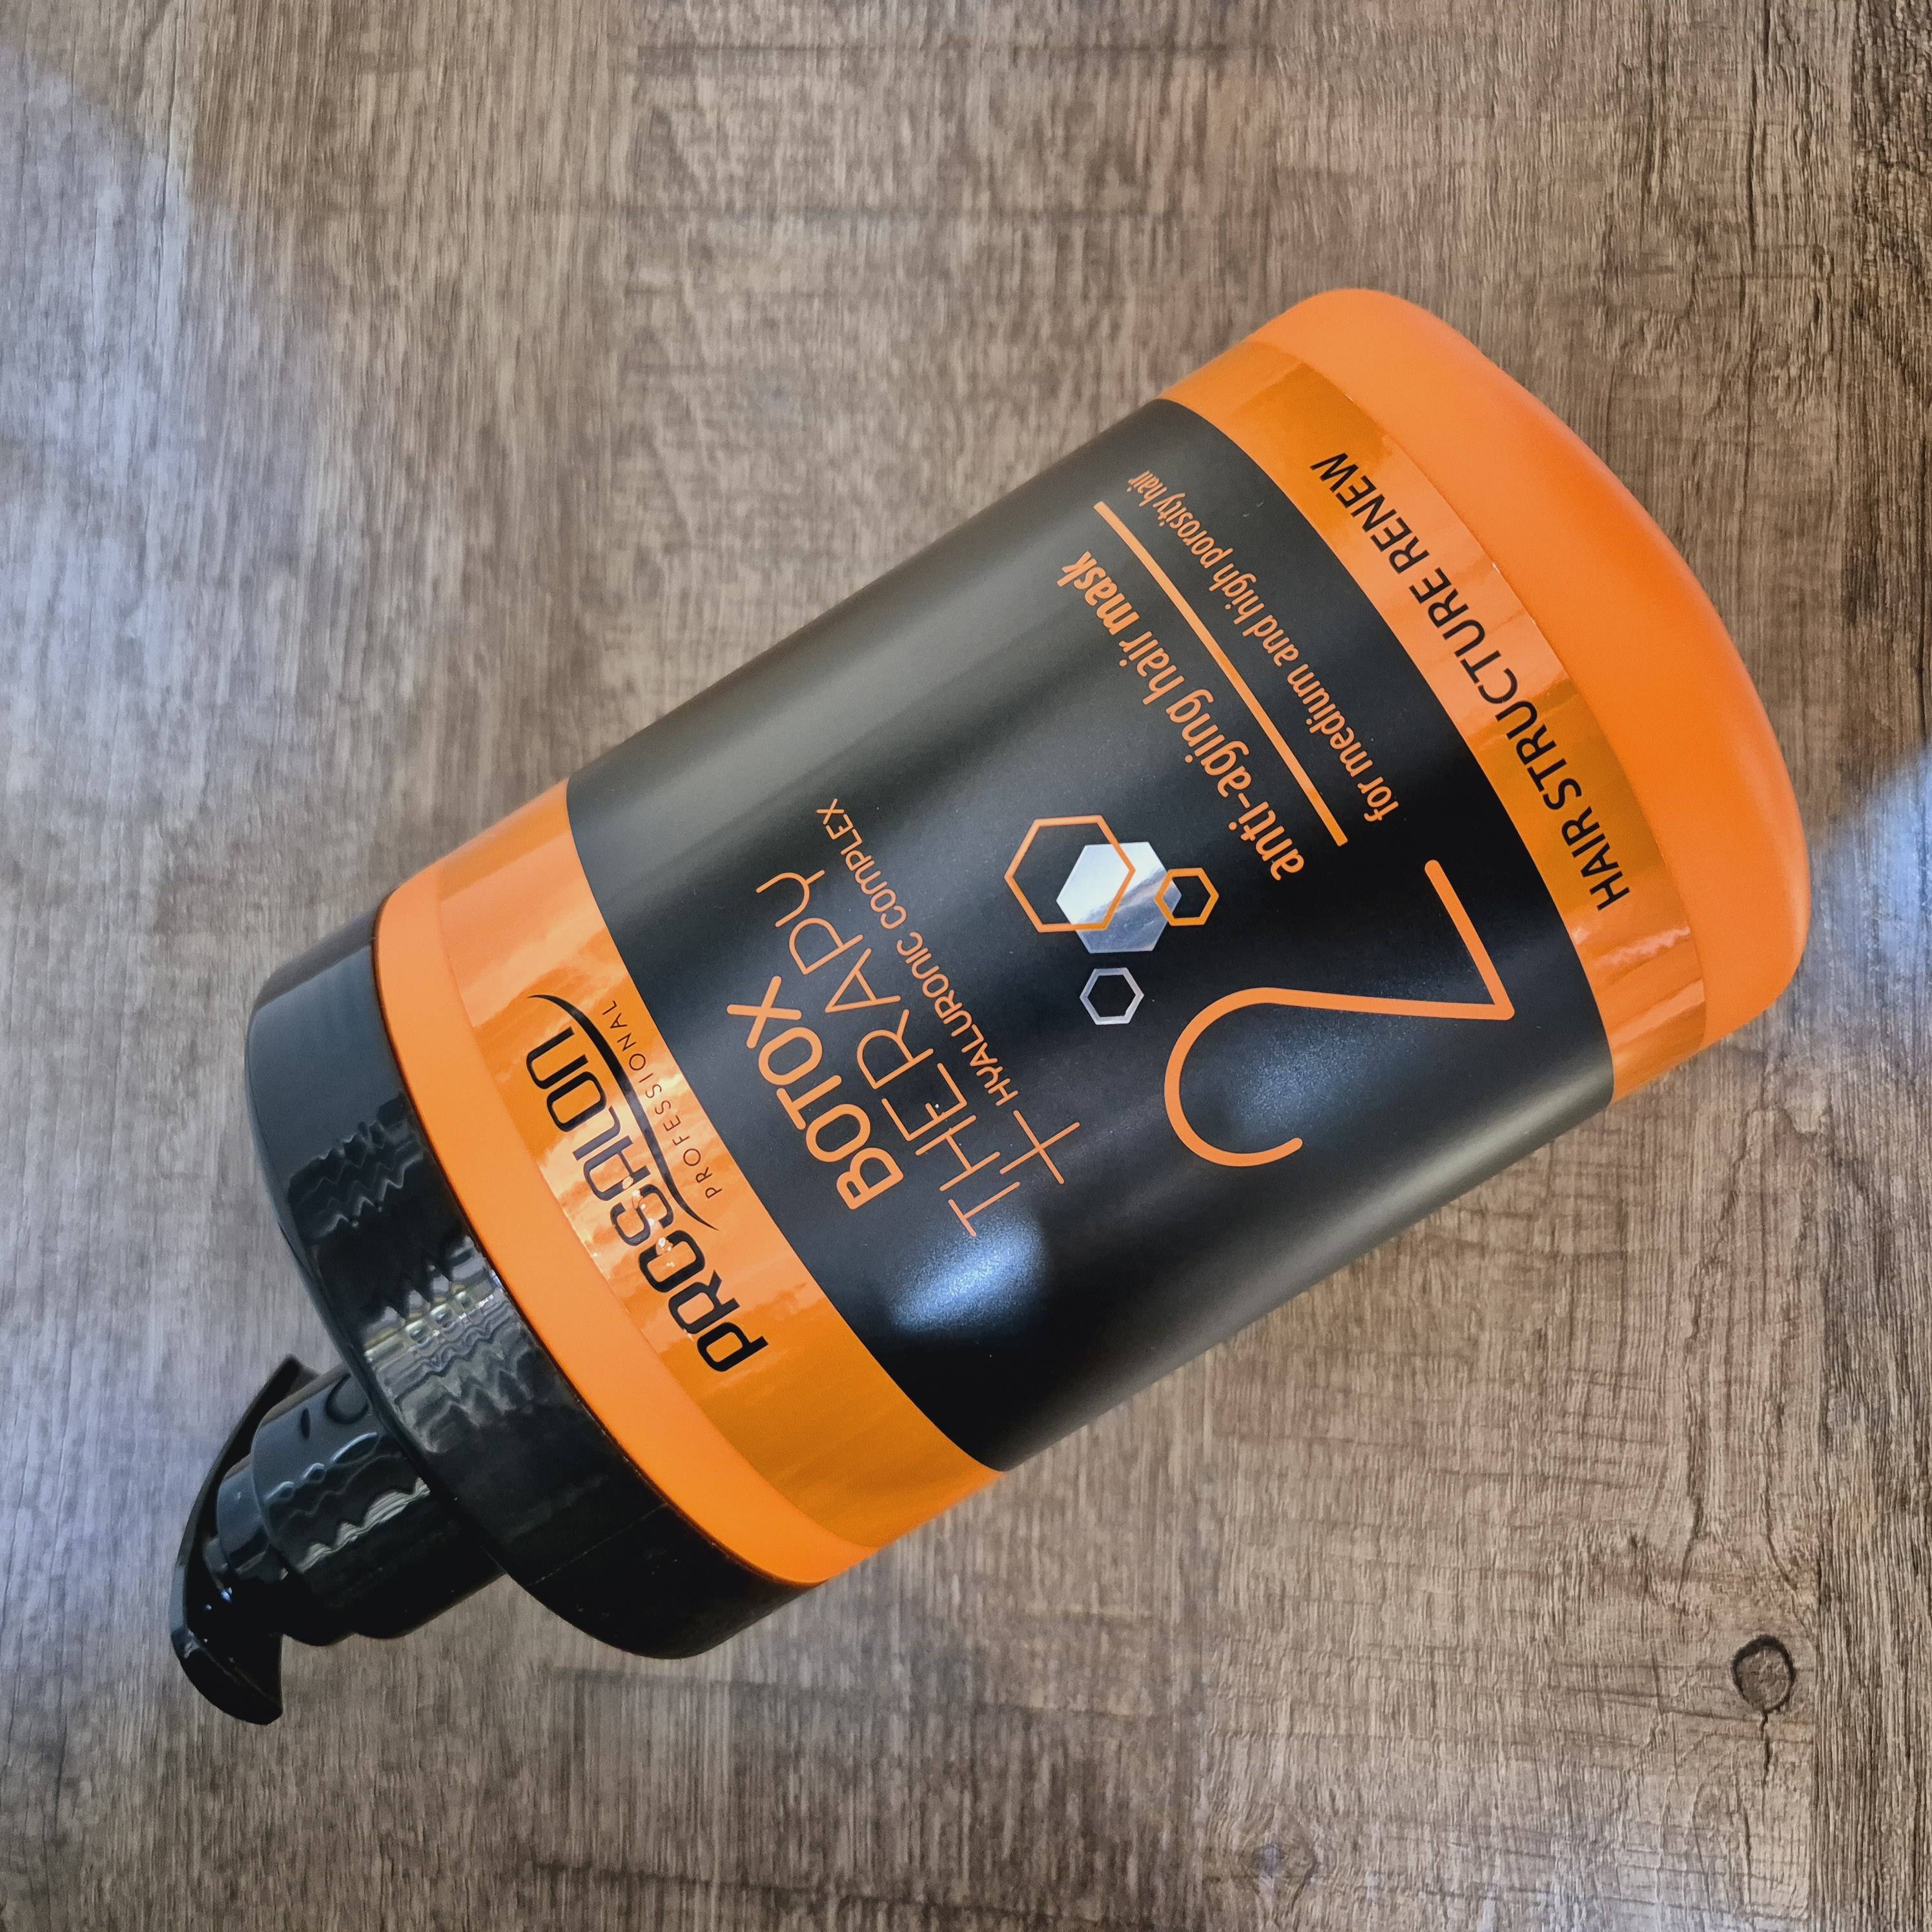 PROSALON
PROFESSIONAL
BOTOX
THERAPY
+ HYALURONIC COMPLEX
anti-aging hair mask
for medium and high porosity hair
2
HAIR STRUCTURE RENEW